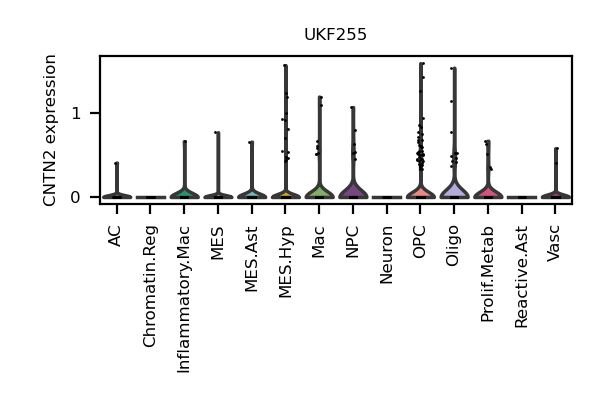 UKF255
CNTN2 expression
1
0
AC
Chromatin.Reg
Inflammatory.Mac
MES
MES.Ast
MES.Hyp
Mac
NPC
Neuron
OPC
Oligo
Prolif.Metab
Reactive.Ast
Vasc